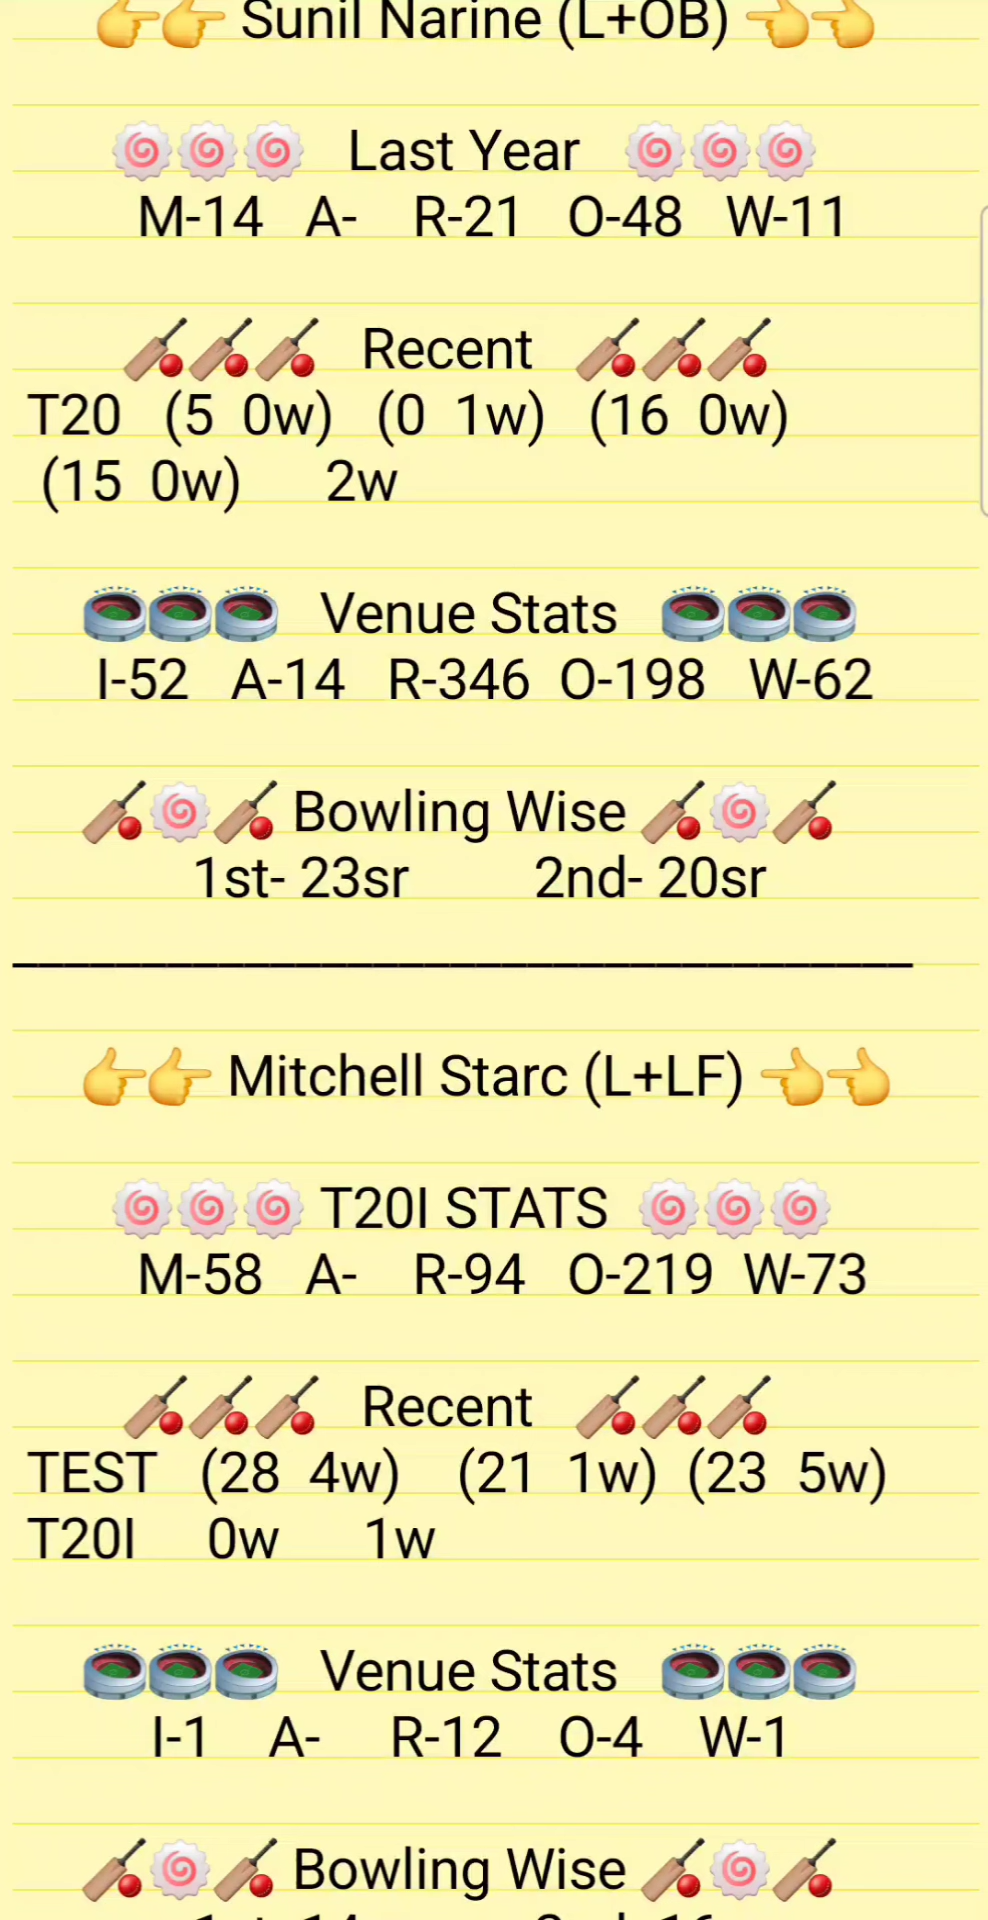 Sunil Narine (L+OB)
Last Year
M-14 A- R-21 O-48 W-11
Recent
T20 (5 0w) (0 1w) (16 0w)
(15 0w) 2w
Venue Stats
I-52 A-14 R-346 O-198 W-62
Bowling Wise
1st- 23sr 2nd- 20sr
Mitchell Starc (L+LF)
T20I STATS
M-58 A- R-94 O-219 W-73
Recent
TEST (28 4w) (21 1w) (23 5w)
T20I 0w 1w
Venue Stats
I-1 A- R-12 O-4 W-1
Bowling Wise